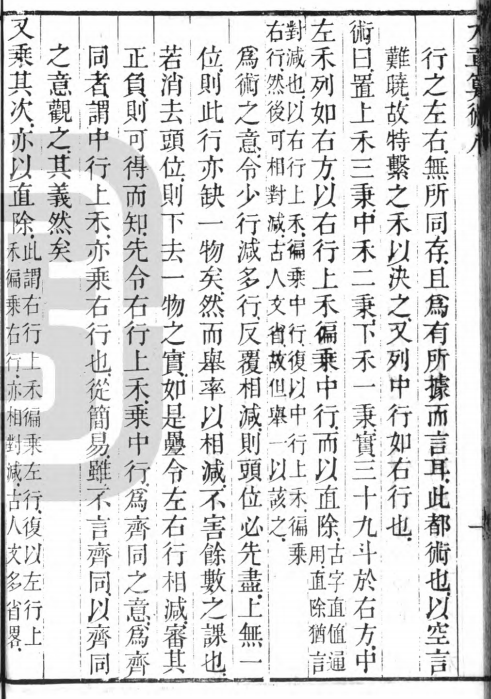 九章算術八
行之左右無所同存且爲有所據而言耳此都術也以空言
難曉故特繫之禾以決之又列中行如右行也
術曰置上禾三秉中禾二秉下禾一秉實三十九斗於右方中
左禾列如右方以右行上禾徧乘中行而以直除古字直値通用直除猶言
對減也以右行上禾徧乘中行復以中行上禾徧乘右行然後可相對減古人文省故但舉一以該之
爲術之意令少行減多行反覆相減則頭位必先盡上無一
位則此行亦缺一物矣然而舉率以相減不害餘數之課也
若消去頭位則下去一物之實如是疊令左右行相減審其
正負則可得而知先令右行上禾乘中行爲齊同之意爲齊
同者謂中行上禾亦乘右行也從簡易雖不言齊同以齊同
之意觀之其義然矣
又乘其次亦以直除此謂右行上禾徧乘左行復以左行上禾徧乘右行亦相對減古人文多省畧